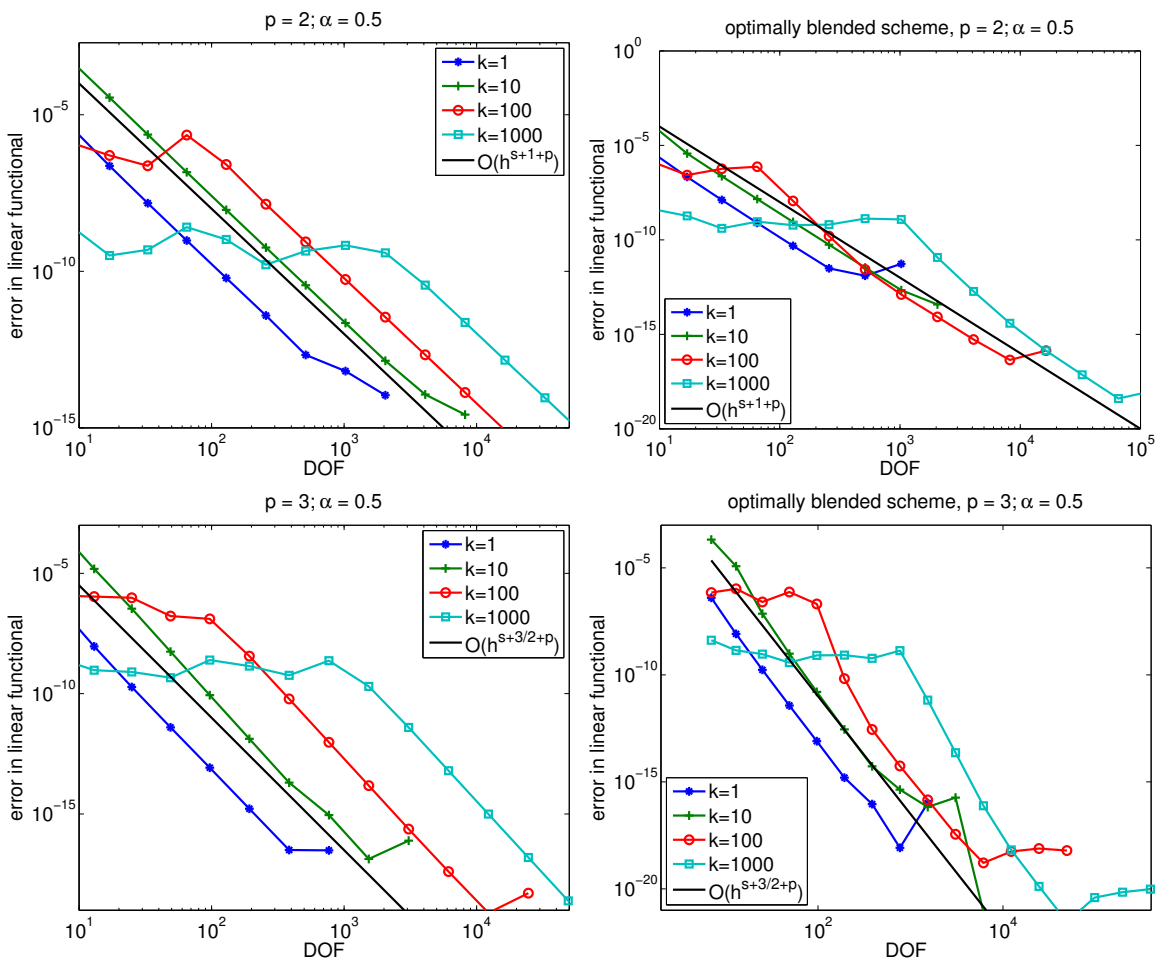 p = 2; α = 0.5
error in linear functional
10^-5
10^-10
10^-15
10^1
10^2
10^3
10^4
DOF
k=1
k=10
k=100
k=1000
O(h^{s+1+p})
optimally blended scheme, p = 2; α = 0.5
error in linear functional
10^0
10^-5
10^-10
10^-15
10^-20
10^1
10^2
10^3
10^4
10^5
DOF
k=1
k=10
k=100
k=1000
O(h^{s+1+p})
p = 3; α = 0.5
error in linear functional
10^-5
10^-10
10^-15
10^1
10^2
10^3
10^4
DOF
k=1
k=10
k=100
k=1000
O(h^{s+3/2+p})
optimally blended scheme, p = 3; α = 0.5
error in linear functional
10^-5
10^-10
10^-15
10^-20
10^2
10^4
DOF
k=1
k=10
k=100
k=1000
O(h^{s+3/2+p})